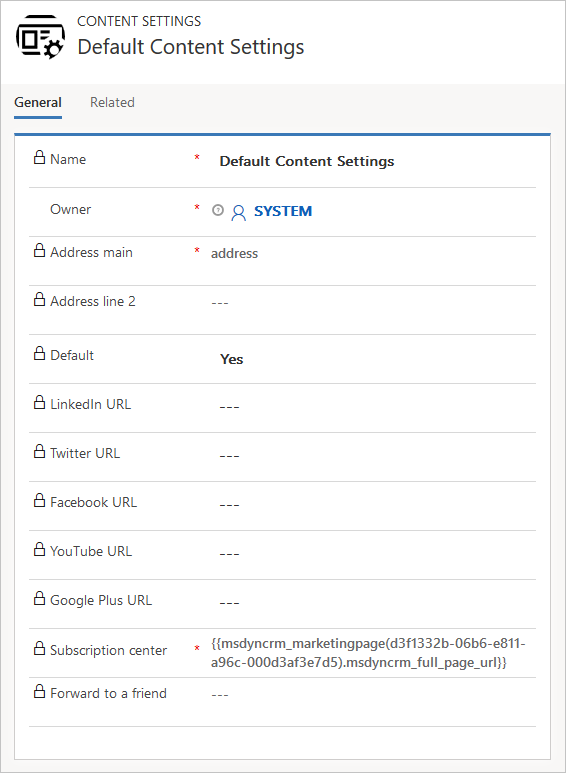 CONTENT SETTINGS
Default Content Settings
General Related
Name * Default Content Settings
Owner * SYSTEM
Address main * address
Address line 2 ---
Default Yes
LinkedIn URL ---
Twitter URL ---
Facebook URL ---
YouTube URL ---
Google Plus URL ---
Subscription center * {{msdyncrm_marketingpage(d3f1332b-06b6-e811-
a96c-000d3af3e7d5).msdyncrm_full_page_url}}
Forward to a friend ---